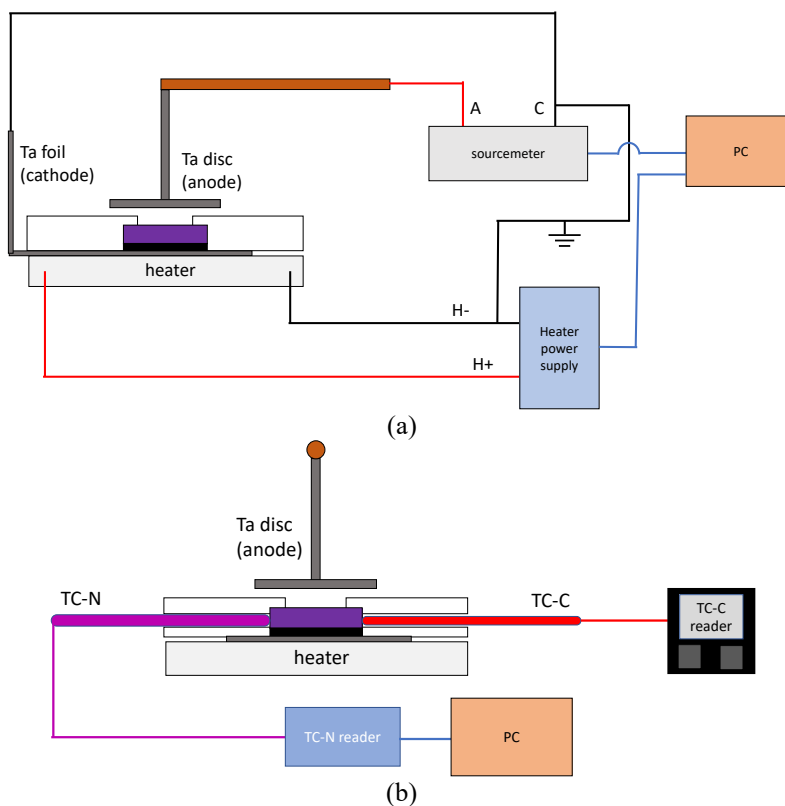 A
C
Ta foil
(cathode)
Ta disc
(anode)
sourcemeter
PC
heater
H-
H+
Heater
power
supply
(a)
Ta disc
(anode)
TC-N
TC-C
TC-C
reader
heater
TC-N reader
PC
(b)